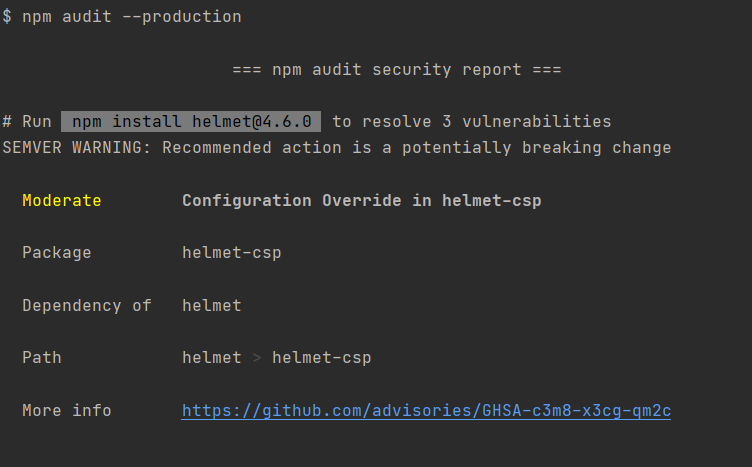 $ npm audit --production
=== npm audit security report ===
# Run npm install helmet@4.6.0 to resolve 3 vulnerabilities
SEMVER WARNING: Recommended action is a potentially breaking change
Moderate Configuration Override in helmet-csp
Package helmet-csp
Dependency of helmet
Path helmet > helmet-csp
More info https://github.com/advisories/GHSA-c3m8-x3cg-qm2c